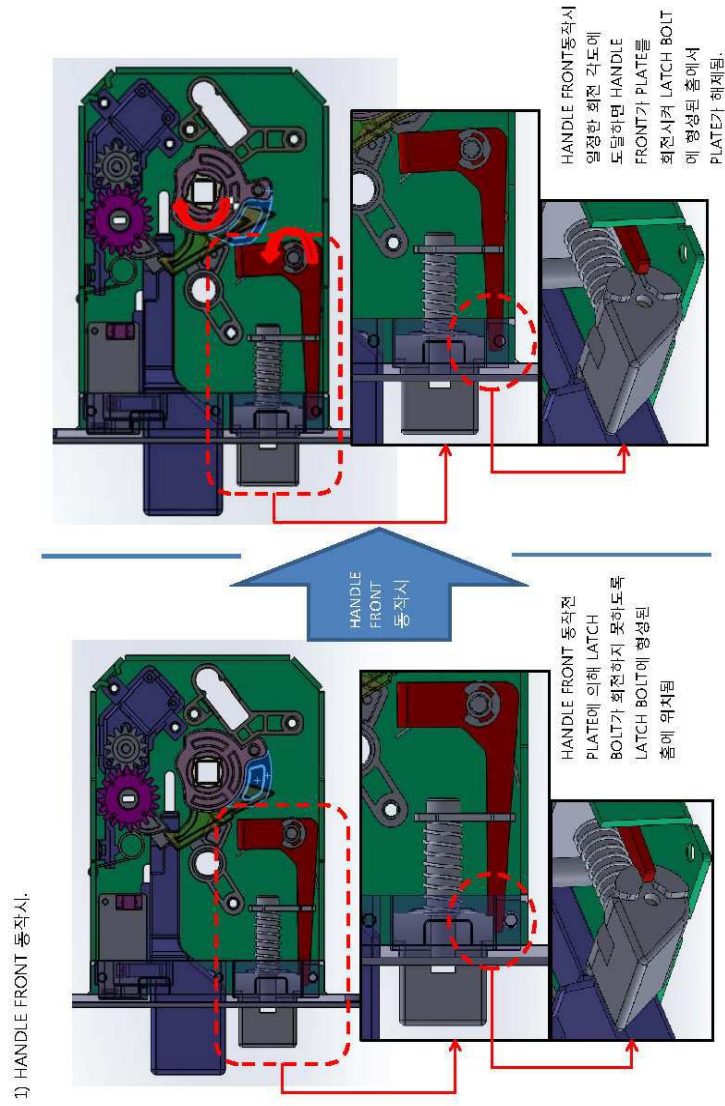 1) HANDLE FRONT 동작시.
HANDLE FRONT 동작전
PLATE에 의해 LATCH
BOLT가 회전하지 못하도록
LATCH BOLT에 형성된
홈에 위치됨
HANDLE
FRONT
동작시
HANDLE FRONT동작시
일정한 회전 각도에
도달하면 HANDLE
FRONT가 PLATE를
회전시켜 LATCH BOLT
에 형성된 홈에서
PLATE가 해제됨.